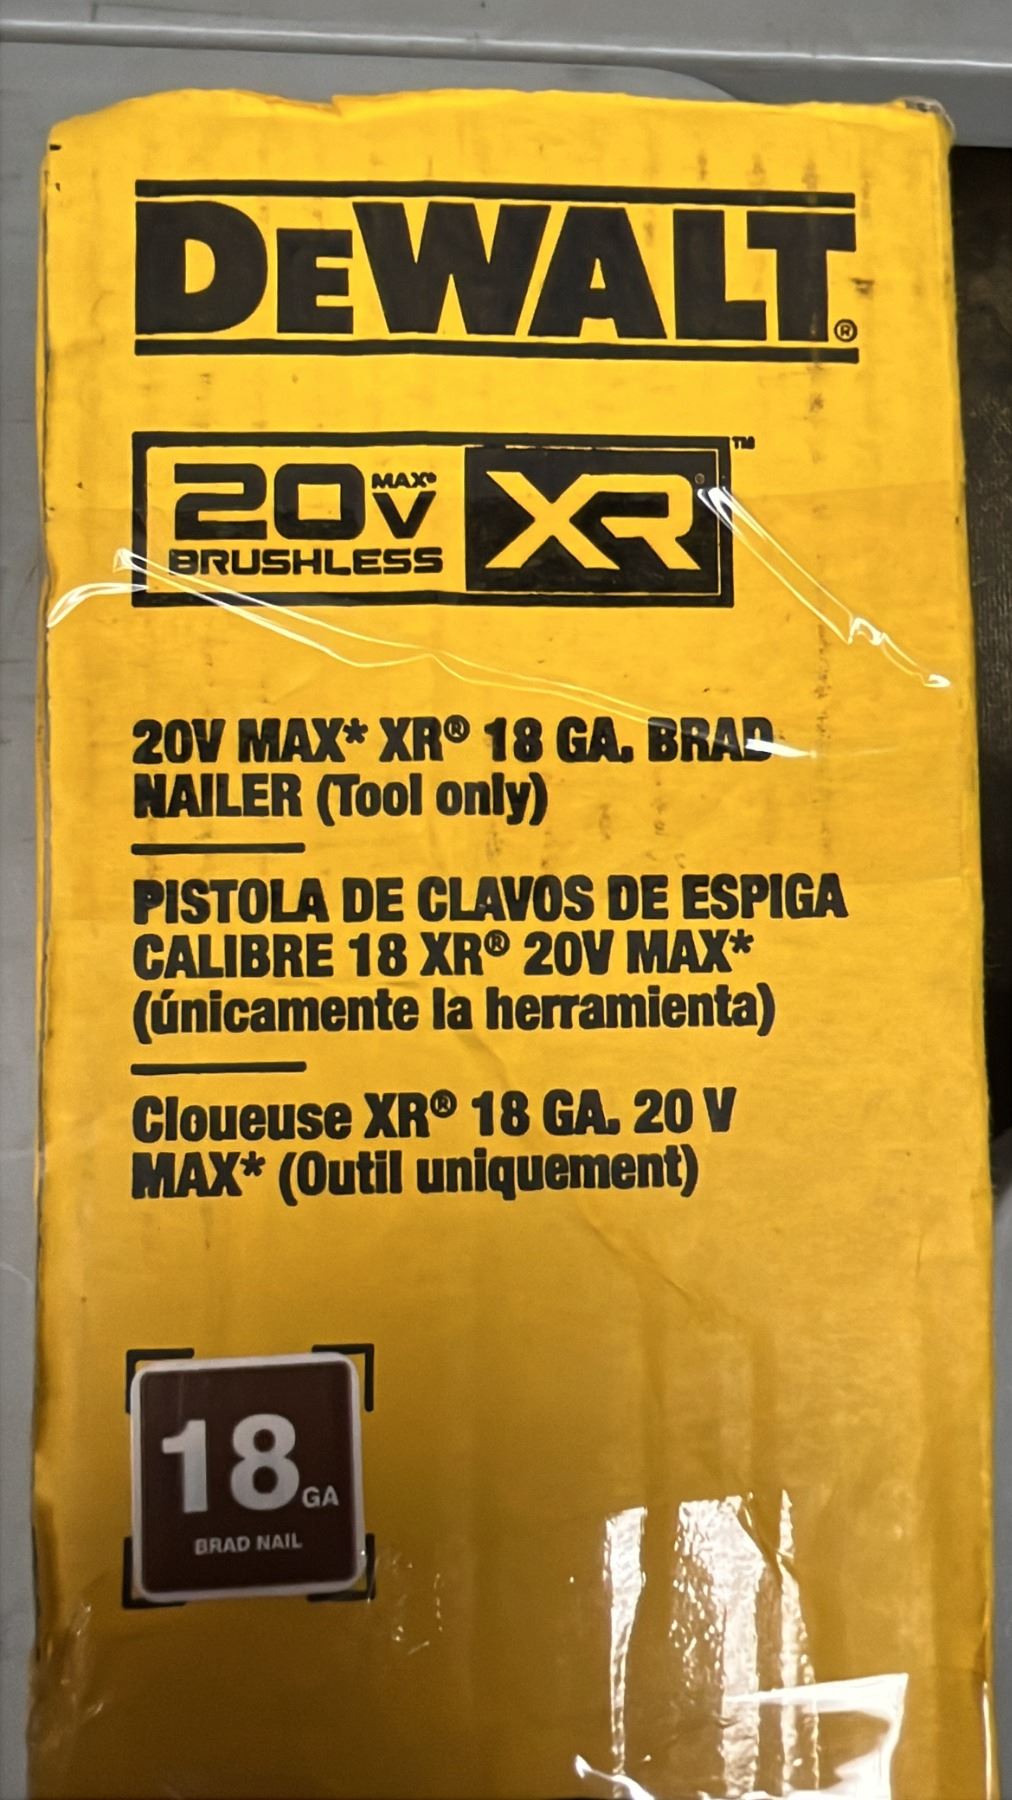 DEWALT®
20V MAX® XR® ™
BRUSHLESS
20V MAX* XR® 18 GA. BRAD
NAILER (Tool only)
PISTOLA DE CLAVOS DE ESPIGA
CALIBRE 18 XR® 20V MAX*
(únicamente la herramienta)
Cloueuse XR® 18 GA. 20 V
MAX* (Outil uniquement)
18 GA
BRAD NAIL